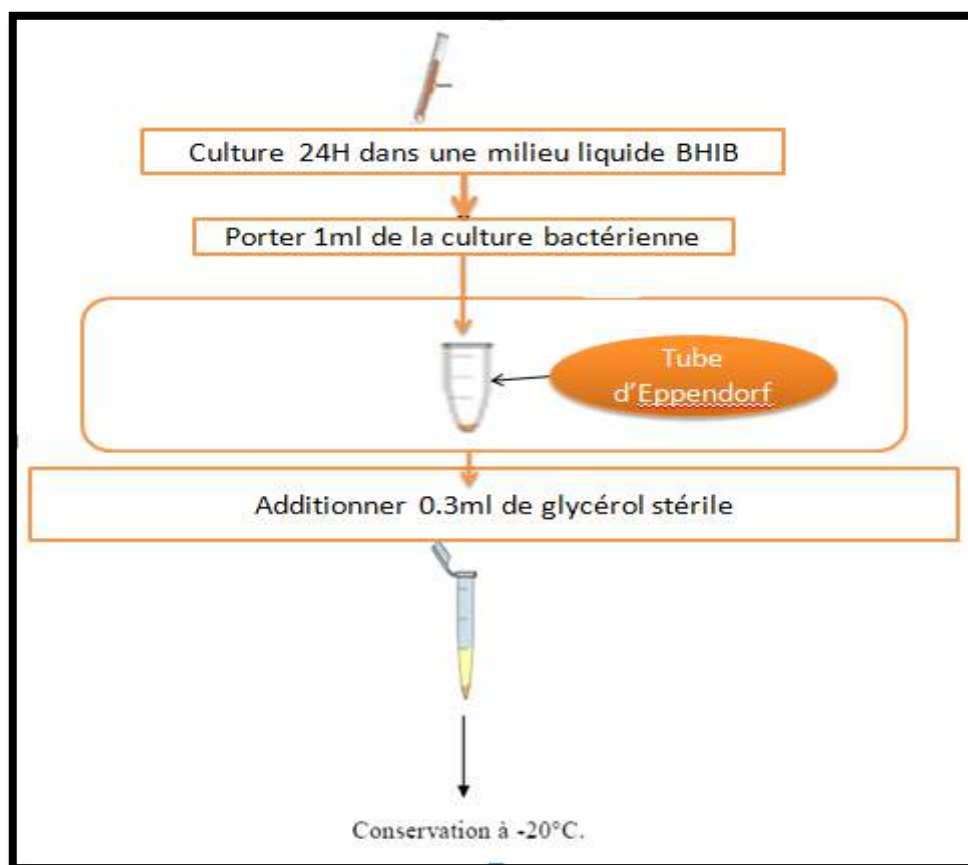 Culture 24H dans une milieu liquide BHIB
Porter 1ml de la culture bactérienne
Tube
d'Eppendorf
Additionner 0.3ml de glycérol stérile
Conservation à -20°C.